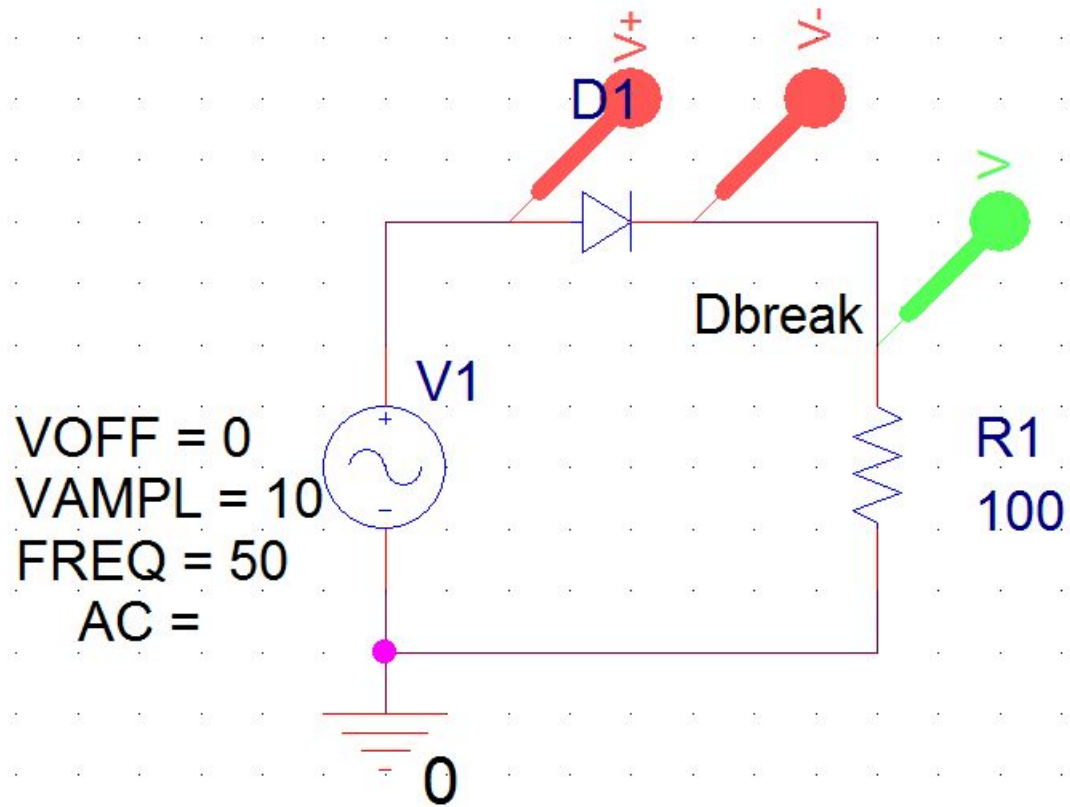 V+
V-
D1
V
Dbreak
V1
VOFF = 0
VAMPL = 10
FREQ = 50
AC =
R1
100
0